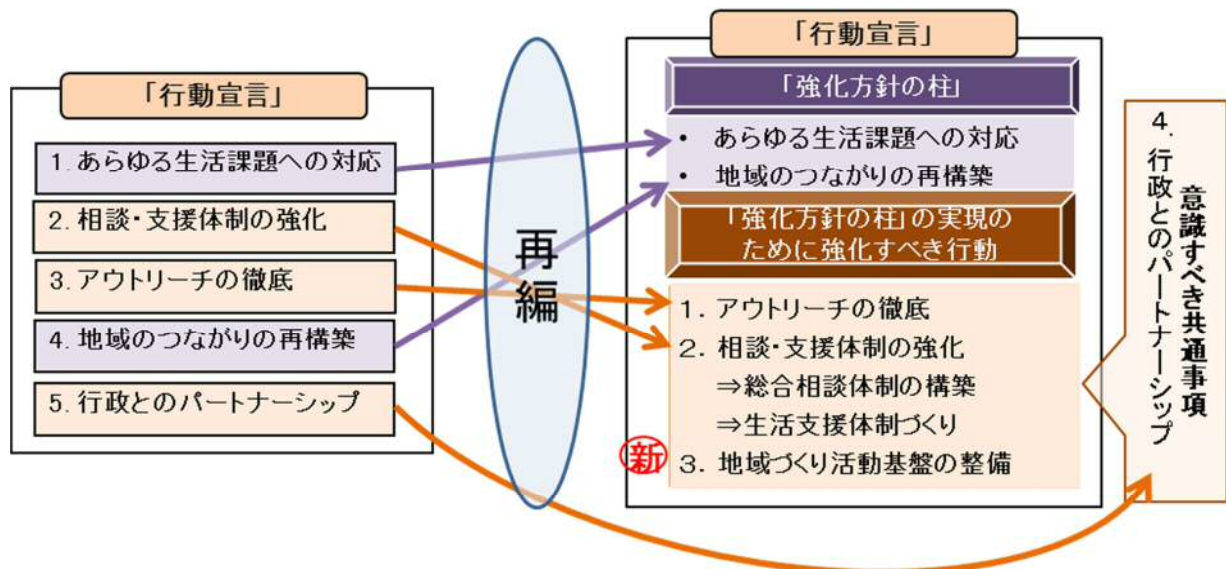 「行動宣言」
1. あらゆる生活課題への対応
2. 相談・支援体制の強化
3. アウトリーチの徹底
4. 地域のつながりの再構築
5. 行政とのパートナーシップ
再編
「行動宣言」
「強化方針の柱」
• あらゆる生活課題への対応
• 地域のつながりの再構築
「強化方針の柱」の実現の
ために強化すべき行動
1. アウトリーチの徹底
2. 相談・支援体制の強化
⇒総合相談体制の構築
⇒生活支援体制づくり
新 3. 地域づくり活動基盤の整備
意識すべき共通事項
4. 行政とのパートナーシップ